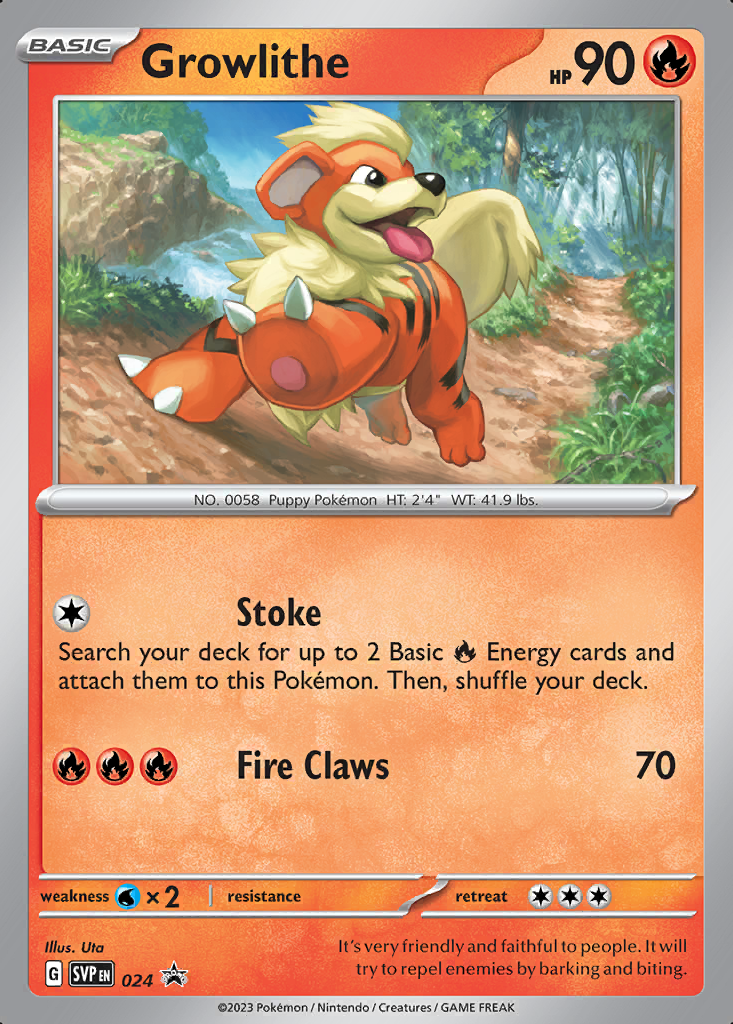 BASIC
Growlithe
HP 90
NO. 0058 Puppy Pokémon HT: 2'4" WT: 41.9 lbs.
Stoke
Search your deck for up to 2 Basic Energy cards and
attach them to this Pokémon. Then, shuffle your deck.
Fire Claws 70
weakness ×2 resistance retreat
Illus. Uta
It's very friendly and faithful to people. It will
try to repel enemies by barking and biting.
G SVP EN 024
©2023 Pokémon / Nintendo / Creatures / GAME FREAK